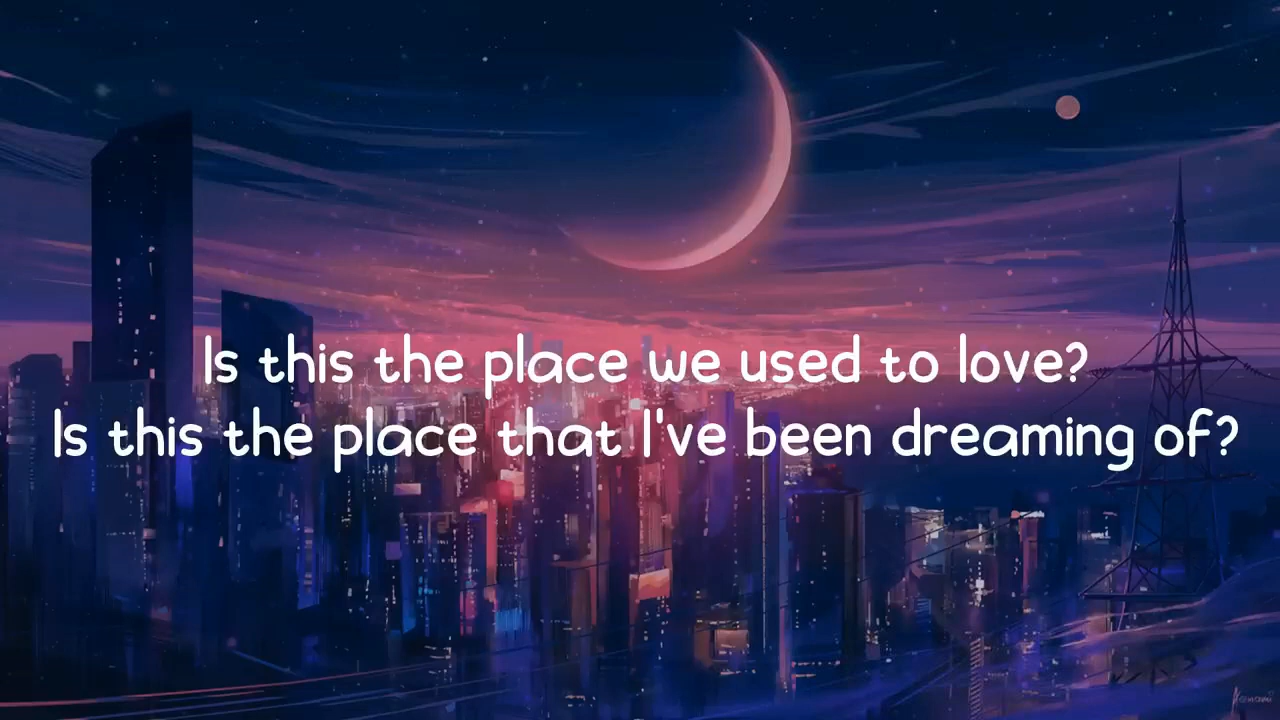 Is this the place we used to love?
Is this the place that I've been dreaming of?